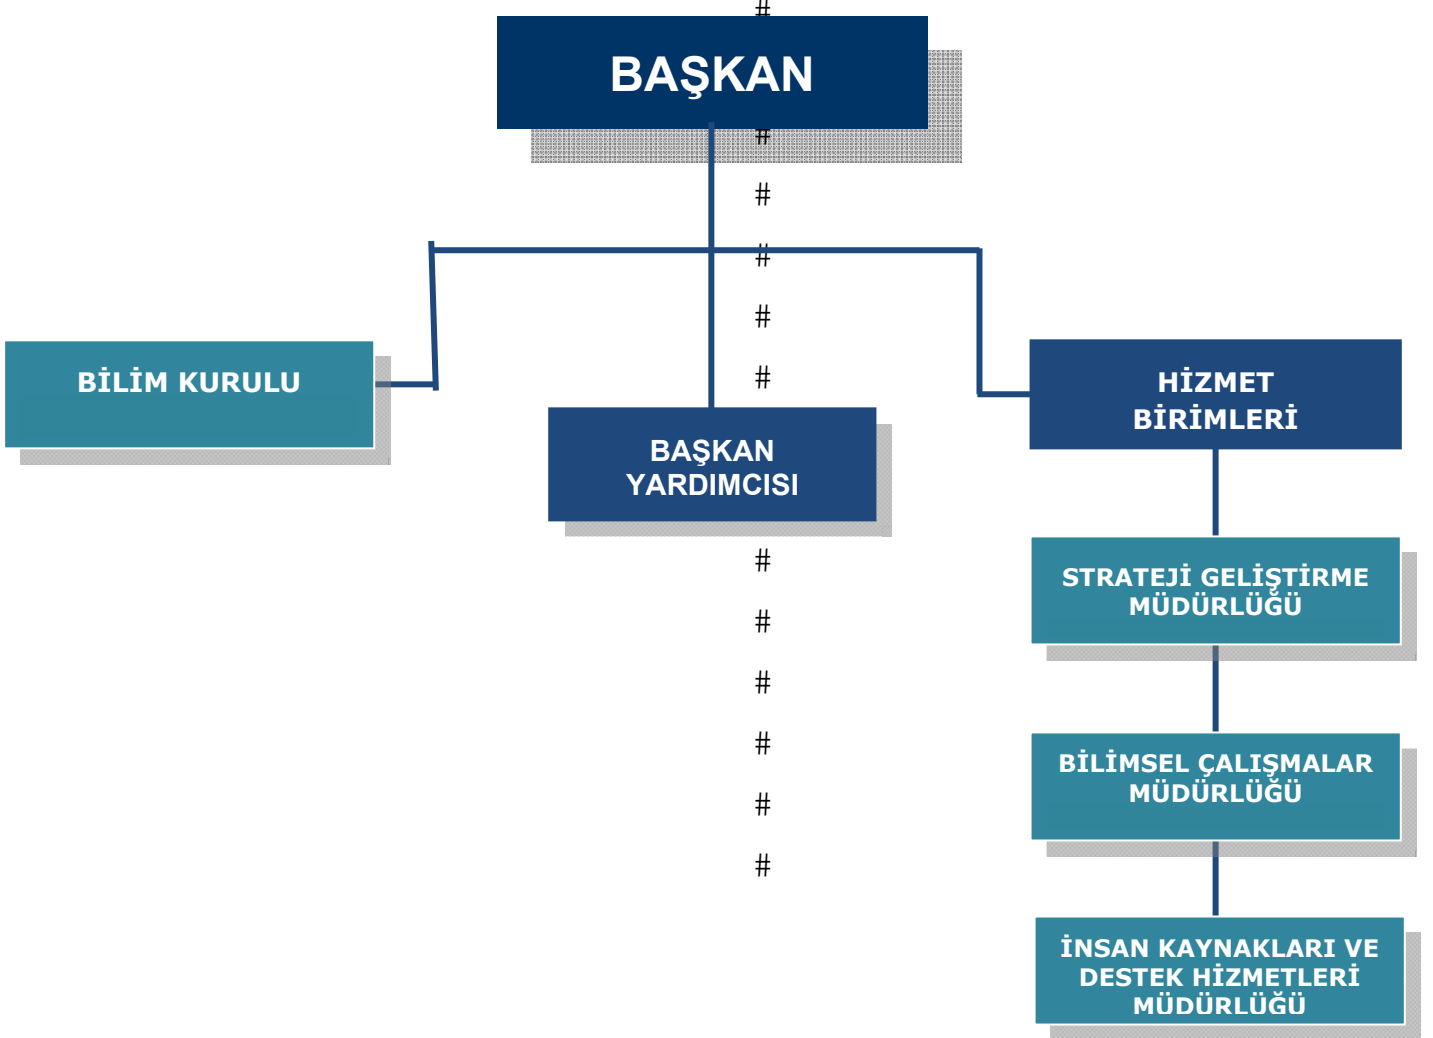 #
BAŞKAN
#
#
#
#
#
BİLİM KURULU
HİZMET
BİRİMLERİ
BAŞKAN
YARDIMCISI
#
STRATEJİ GELİŞTİRME
MÜDÜRLÜĞÜ
#
#
#
BİLİMSEL ÇALIŞMALAR
MÜDÜRLÜĞÜ
#
#
İNSAN KAYNAKLARI VE
DESTEK HİZMETLERİ
MÜDÜRLÜĞÜ